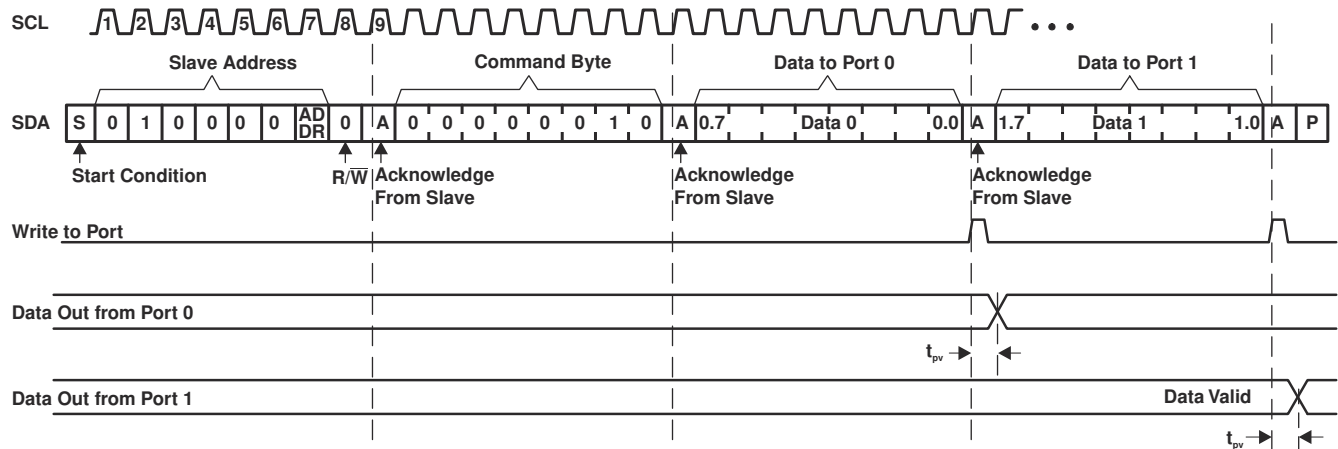 SCL 1 2 3 4 5 6 7 8 9 • • •
Slave Address Command Byte Data to Port 0 Data to Port 1
SDA S 0 1 0 0 0 0 AD DR 0 A 0 0 0 0 0 0 1 0 A 0.7 Data 0 0.0 A 1.7 Data 1 1.0 A P
Start Condition R/W̅ Acknowledge From Slave Acknowledge From Slave Acknowledge From Slave
Write to Port
Data Out from Port 0
tpv
Data Out from Port 1 Data Valid
tpv